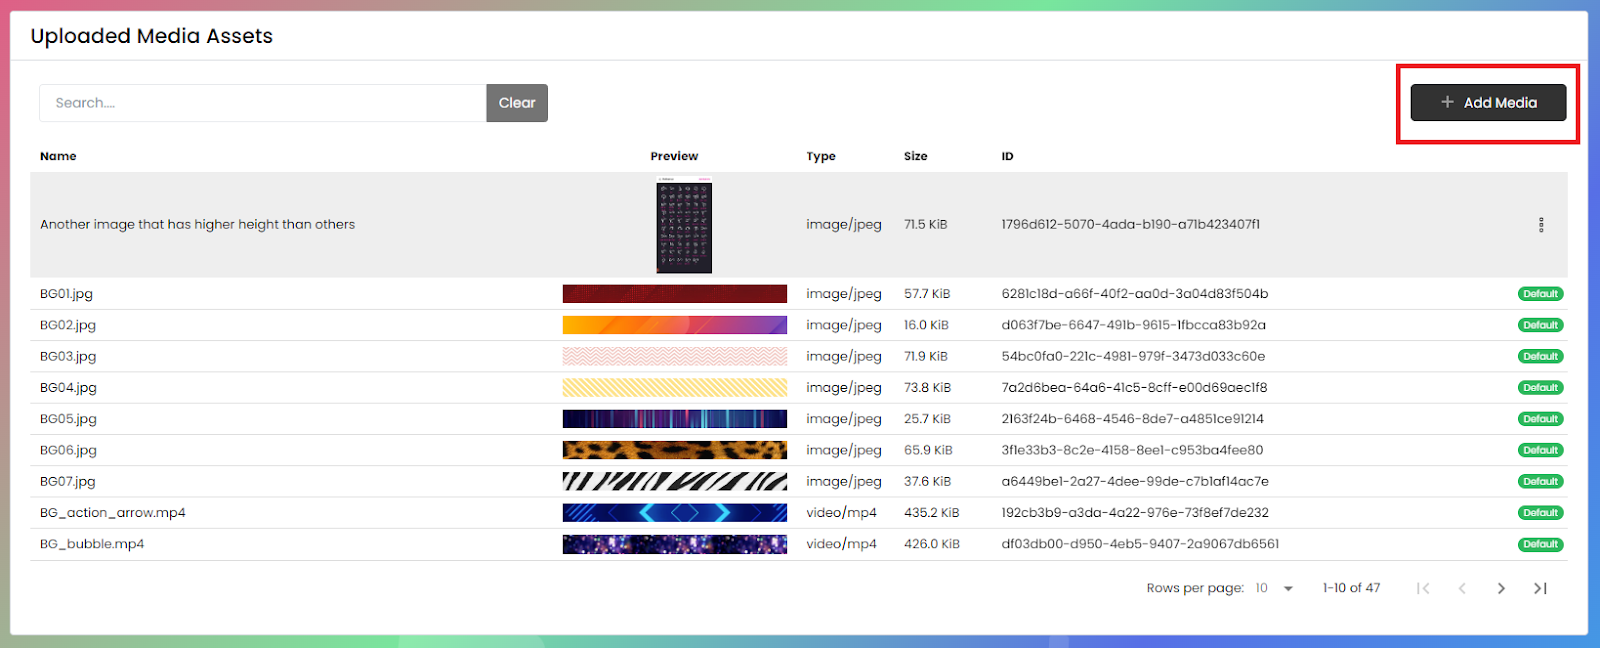 Uploaded Media Assets
Search....
Clear
+ Add Media
Name Preview Type Size ID
Another image that has higher height than others image/jpeg 71.5 KiB 1796d612-5070-4ada-b190-a71b423407f1
BG01.jpg image/jpeg 57.7 KiB 6281c18d-a66f-40f2-aa0d-3a04d83f504b Default
BG02.jpg image/jpeg 16.0 KiB d063f7be-6647-491b-9615-1fbcca83b92a Default
BG03.jpg image/jpeg 71.9 KiB 54bc0fa0-221c-4981-979f-3473d033c60e Default
BG04.jpg image/jpeg 73.8 KiB 7a2d6bea-64a6-41c5-8cff-e00d69aec1f8 Default
BG05.jpg image/jpeg 25.7 KiB 2163f24b-6468-4546-8de7-a4851ce91214 Default
BG06.jpg image/jpeg 65.9 KiB 3f1e33b3-8c2e-4158-8ee1-c953ba4fee80 Default
BG07.jpg image/jpeg 37.6 KiB a6449be1-2a27-4dee-99de-c7b1af14ac7e Default
BG_action_arrow.mp4 video/mp4 435.2 KiB 192cb3b9-a3da-4a22-976e-73f8ef7de232 Default
BG_bubble.mp4 video/mp4 426.0 KiB df03db00-d950-4eb5-9407-2a9067db6561 Default
Rows per page: 10 1-10 of 47